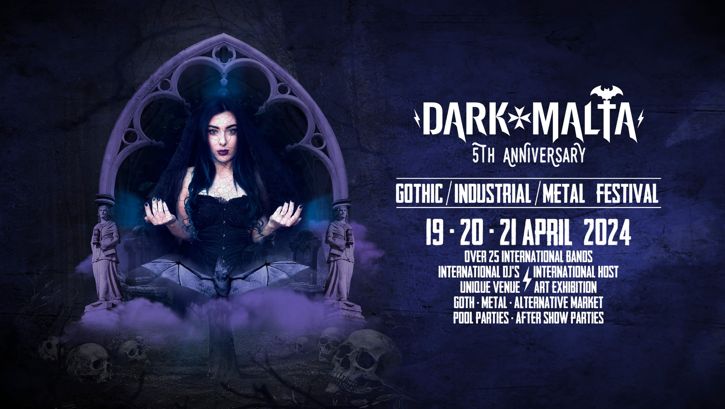 DARK MALTA
5TH ANNIVERSARY
GOTHIC/INDUSTRIAL/METAL FESTIVAL
19 · 20 · 21 APRIL 2024
OVER 25 INTERNATIONAL BANDS
INTERNATIONAL DJ'S INTERNATIONAL HOST
UNIQUE VENUE ART EXHIBITION
GOTH · METAL · ALTERNATIVE MARKET
POOL PARTIES · AFTER SHOW PARTIES